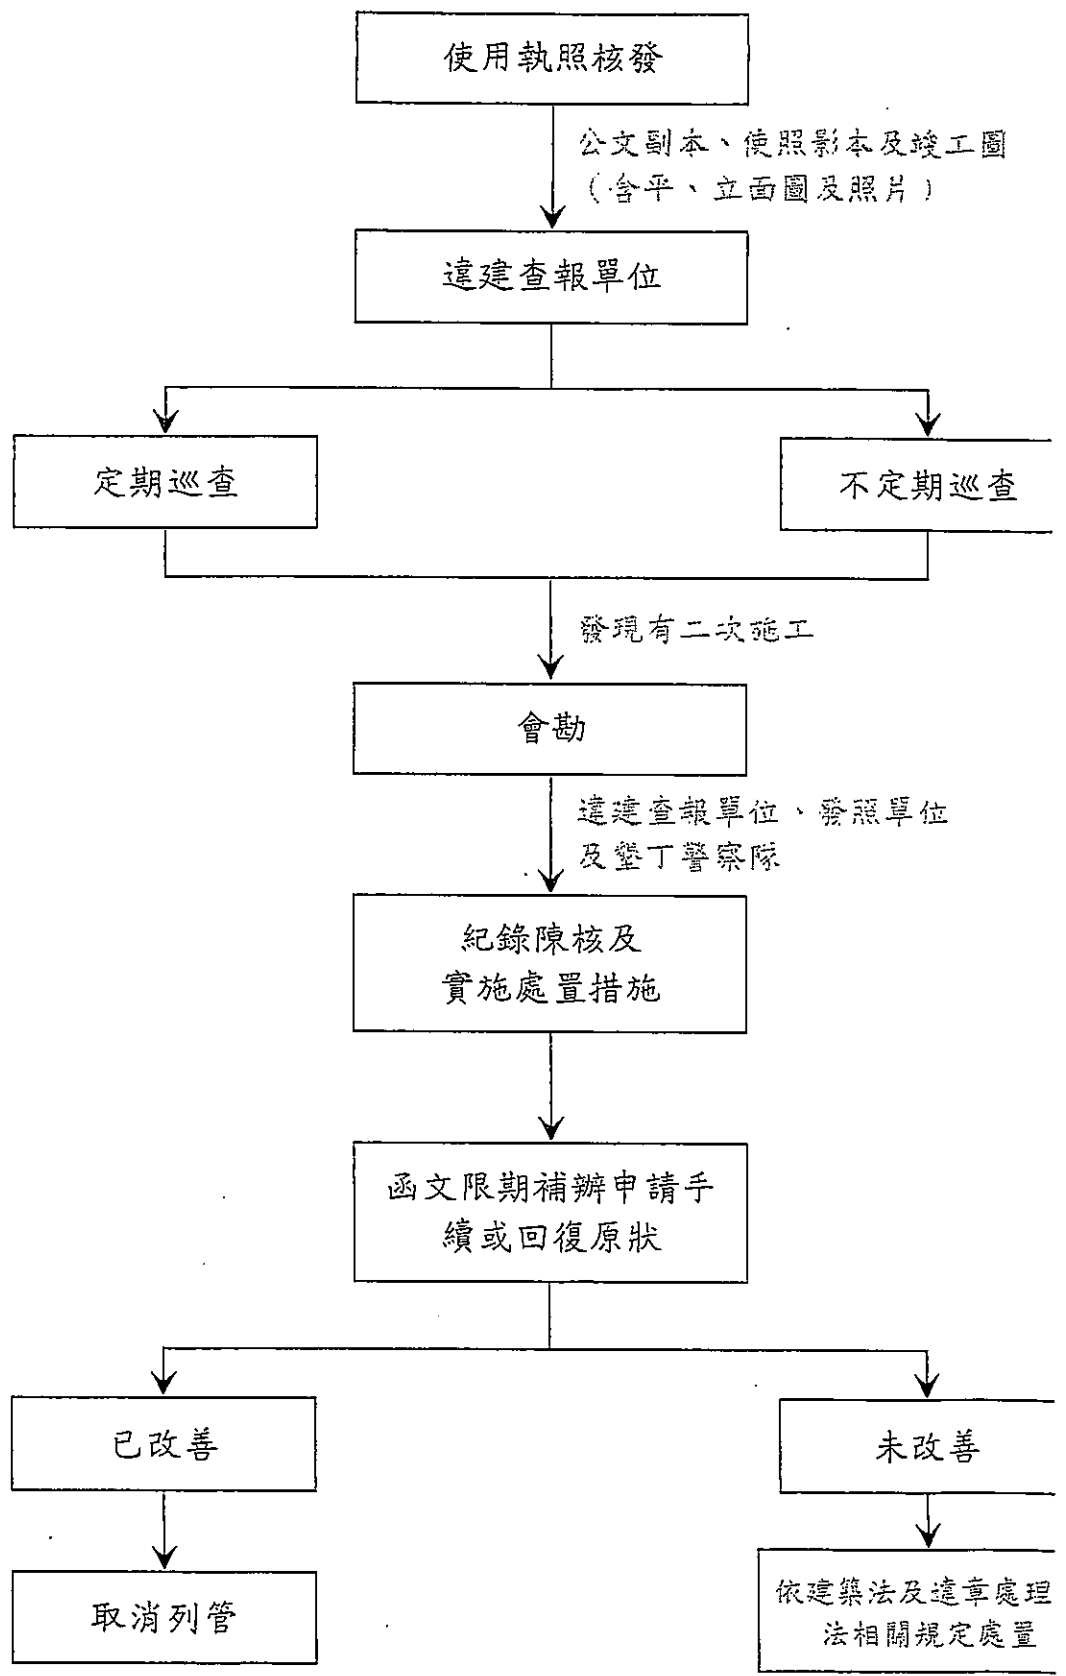 使用執照核發
公文副本、使照影本及竣工圖
(含平、立面圖及照片)
違建查報單位
定期巡查
不定期巡查
發現有二次施工
會勘
違建查報單位、發照單位
及墾丁警察隊
紀錄陳核及
實施處置措施
函文限期補辦申請手
續或回復原狀
已改善
未改善
取消列管
依建築法及違章處理
法相關規定處置